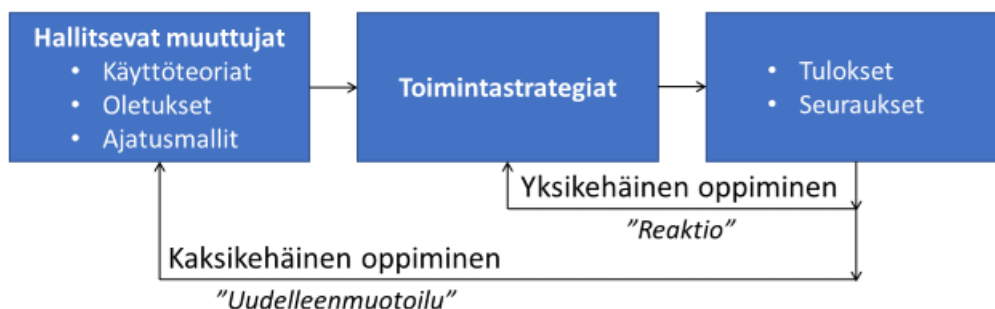 Hallitsevat muuttujat
• Käyttöteoriat
• Oletukset
• Ajatusmallit
Toimintastrategiat
• Tulokset
• Seuraukset
Yksikehäinen oppiminen
”Reaktio”
Kaksikehäinen oppiminen
”Uudelleenmuotoilu”